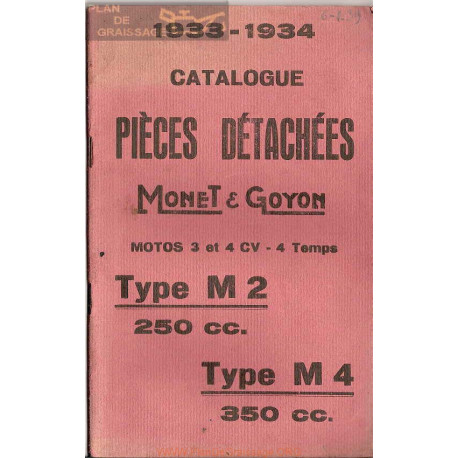 PLAN
DE
GRAISSAGE
1933-1934
CATALOGUE
PIÈCES DÉTACHÉES
MONET & GOYON
MOTOS 3 et 4 CV - 4 Temps
Type M 2
250 cc.
Type M 4
350 cc.